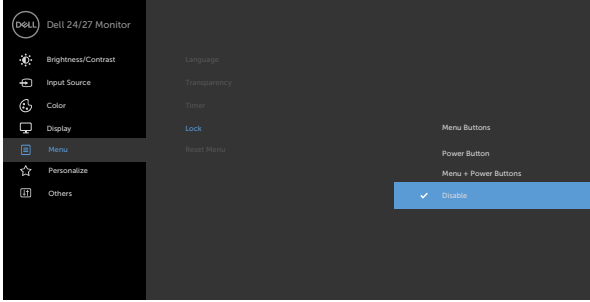 DELL
Dell 24/27 Monitor
Brightness/Contrast
Input Source
Color
Display
Menu
Personalize
Others
Language
Transparency
Timer
Lock
Reset Menu
Menu Buttons
Power Button
Menu + Power Buttons
Disable